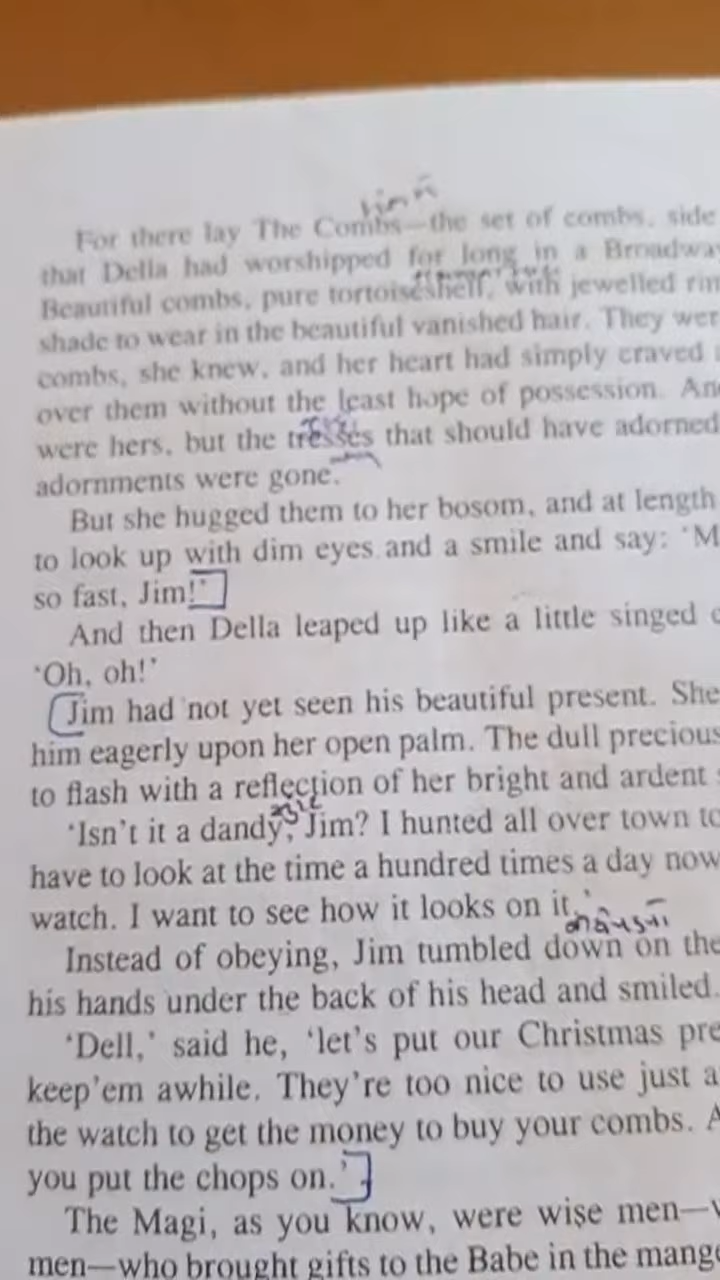 For there lay The Combs—the set of combs, side
that Della had worshipped for long in a Broadway
Beautiful combs, pure tortoiseshell, with jewelled
shade to wear in the beautiful vanished hair. They
combs, she knew, and her heart had simply craved
over them without the least hope of possession.
were hers, but the tresses that should have adorned
adornments were gone.
But she hugged them to her bosom, and at length
to look up with dim eyes and a smile and say: ‘M
so fast, Jim!’
And then Della leaped up like a little singed
‘Oh, oh!’
Jim had not yet seen his beautiful present. She
him eagerly upon her open palm. The dull precious
to flash with a reflection of her bright and ardent
‘Isn’t it a dandy, Jim? I hunted all over town
have to look at the time a hundred times a day now
watch. I want to see how it looks on it.’
Instead of obeying, Jim tumbled down on the
his hands under the back of his head and smiled.
‘Dell,’ said he, ‘let’s put our Christmas pre
keep’em awhile. They’re too nice to use just a
the watch to get the money to buy your combs. A
you put the chops on.’
The Magi, as you know, were wise men—
men—who brought gifts to the Babe in the mang